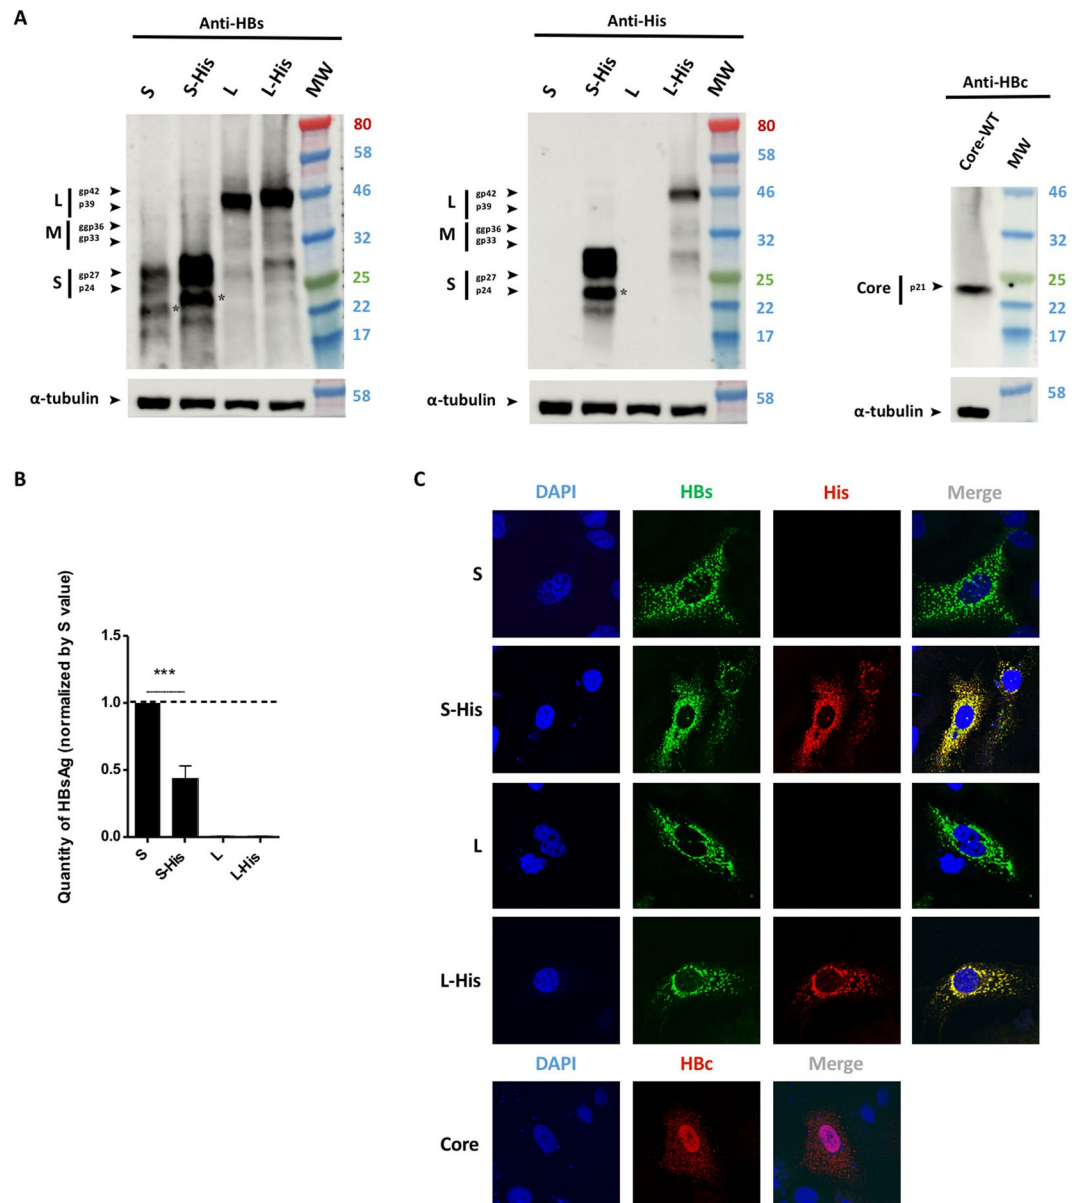 A
Anti-HBs
S
S-His
L
L-His
MW
80
58
46
32
25
22
17
L
gp42
p39
M
ggp36
gp33
S
gp27
p24
*
*
α-tubulin
58
Anti-His
S
S-His
L
L-His
MW
80
58
46
32
25
22
17
L
gp42
p39
M
ggp36
gp33
S
gp27
p24
*
α-tubulin
58
Anti-HBc
Core-WT
MW
46
32
25
22
17
Core
p21
α-tubulin
58
B
Quantity of HBsAg (normalized by S value)
1.5
1.0
0.5
0.0
***
S
S-His
L
L-His
C
DAPI
HBs
His
Merge
S
S-His
L
L-His
DAPI
HBc
Merge
Core